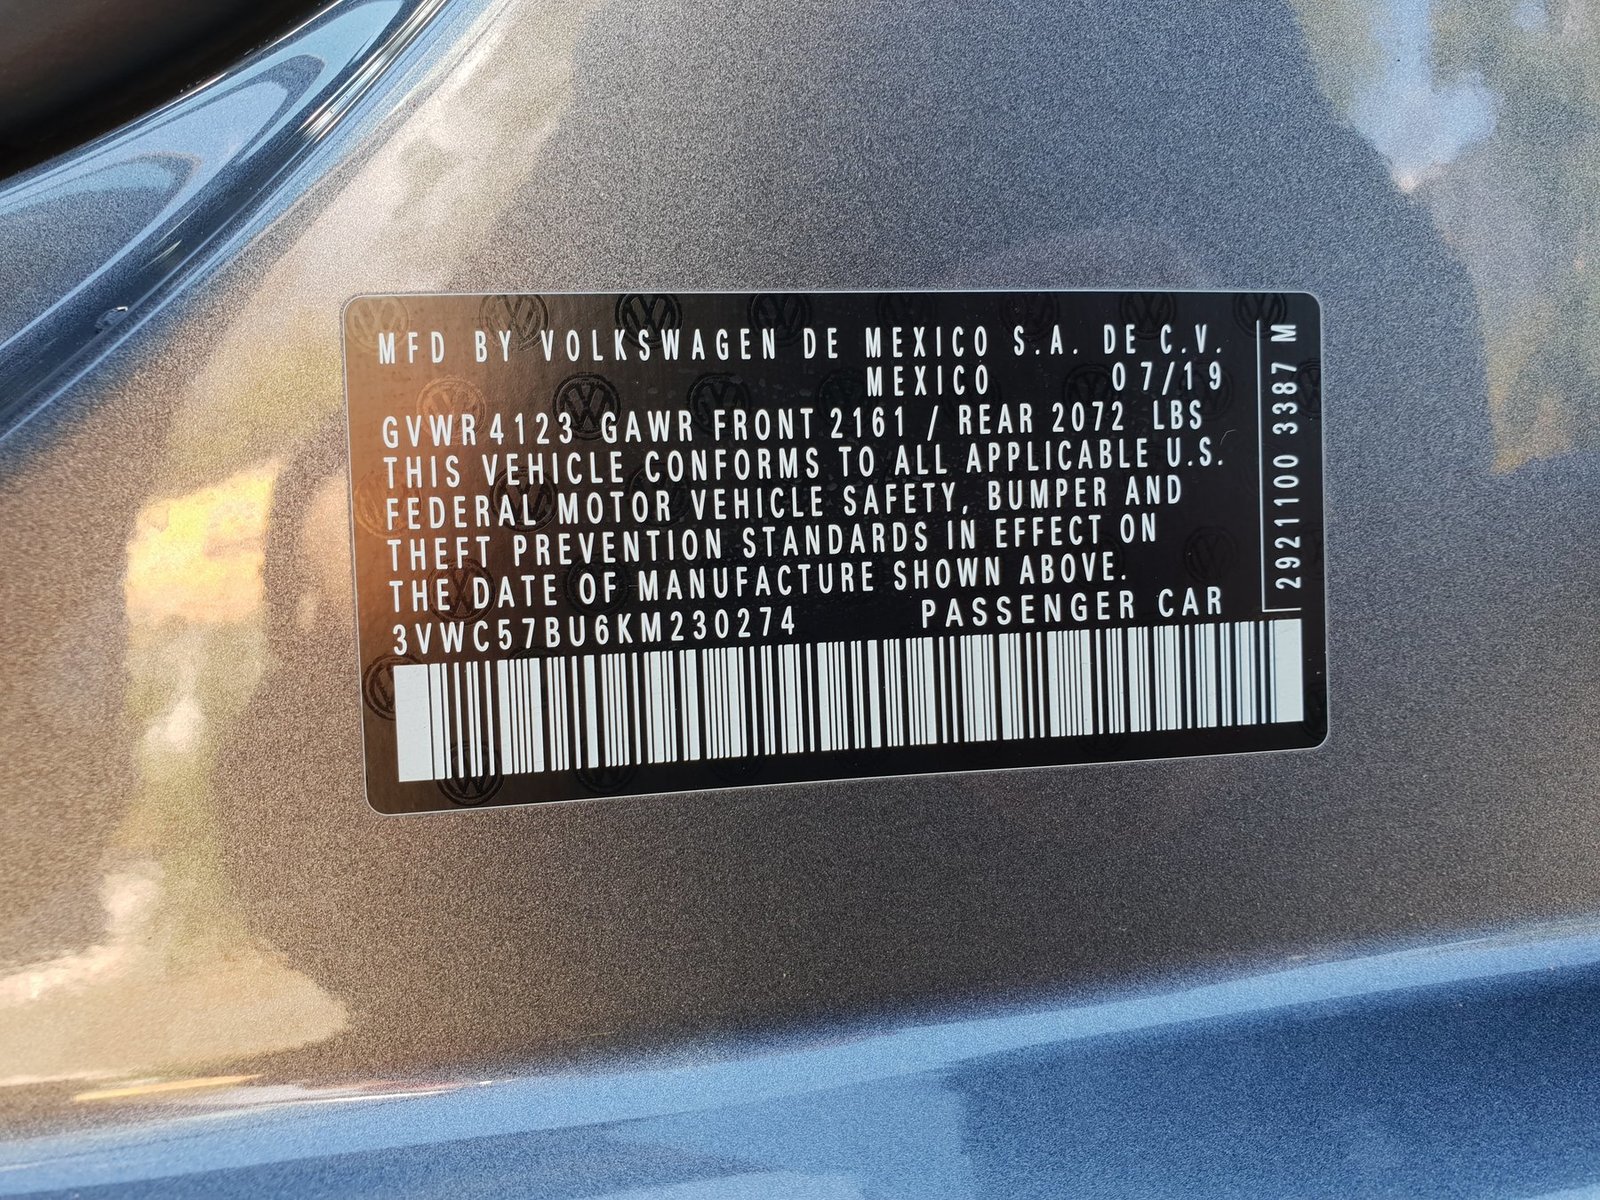 MFD BY VOLKSWAGEN DE MEXICO S.A. DE C.V.
MEXICO 07/19
GVWR 4123 GAWR FRONT 2161 / REAR 2072 LBS
THIS VEHICLE CONFORMS TO ALL APPLICABLE U.S.
FEDERAL MOTOR VEHICLE SAFETY, BUMPER AND
THEFT PREVENTION STANDARDS IN EFFECT ON
THE DATE OF MANUFACTURE SHOWN ABOVE.
3VWC57BU6KM230274 PASSENGER CAR
2921100 3387 M